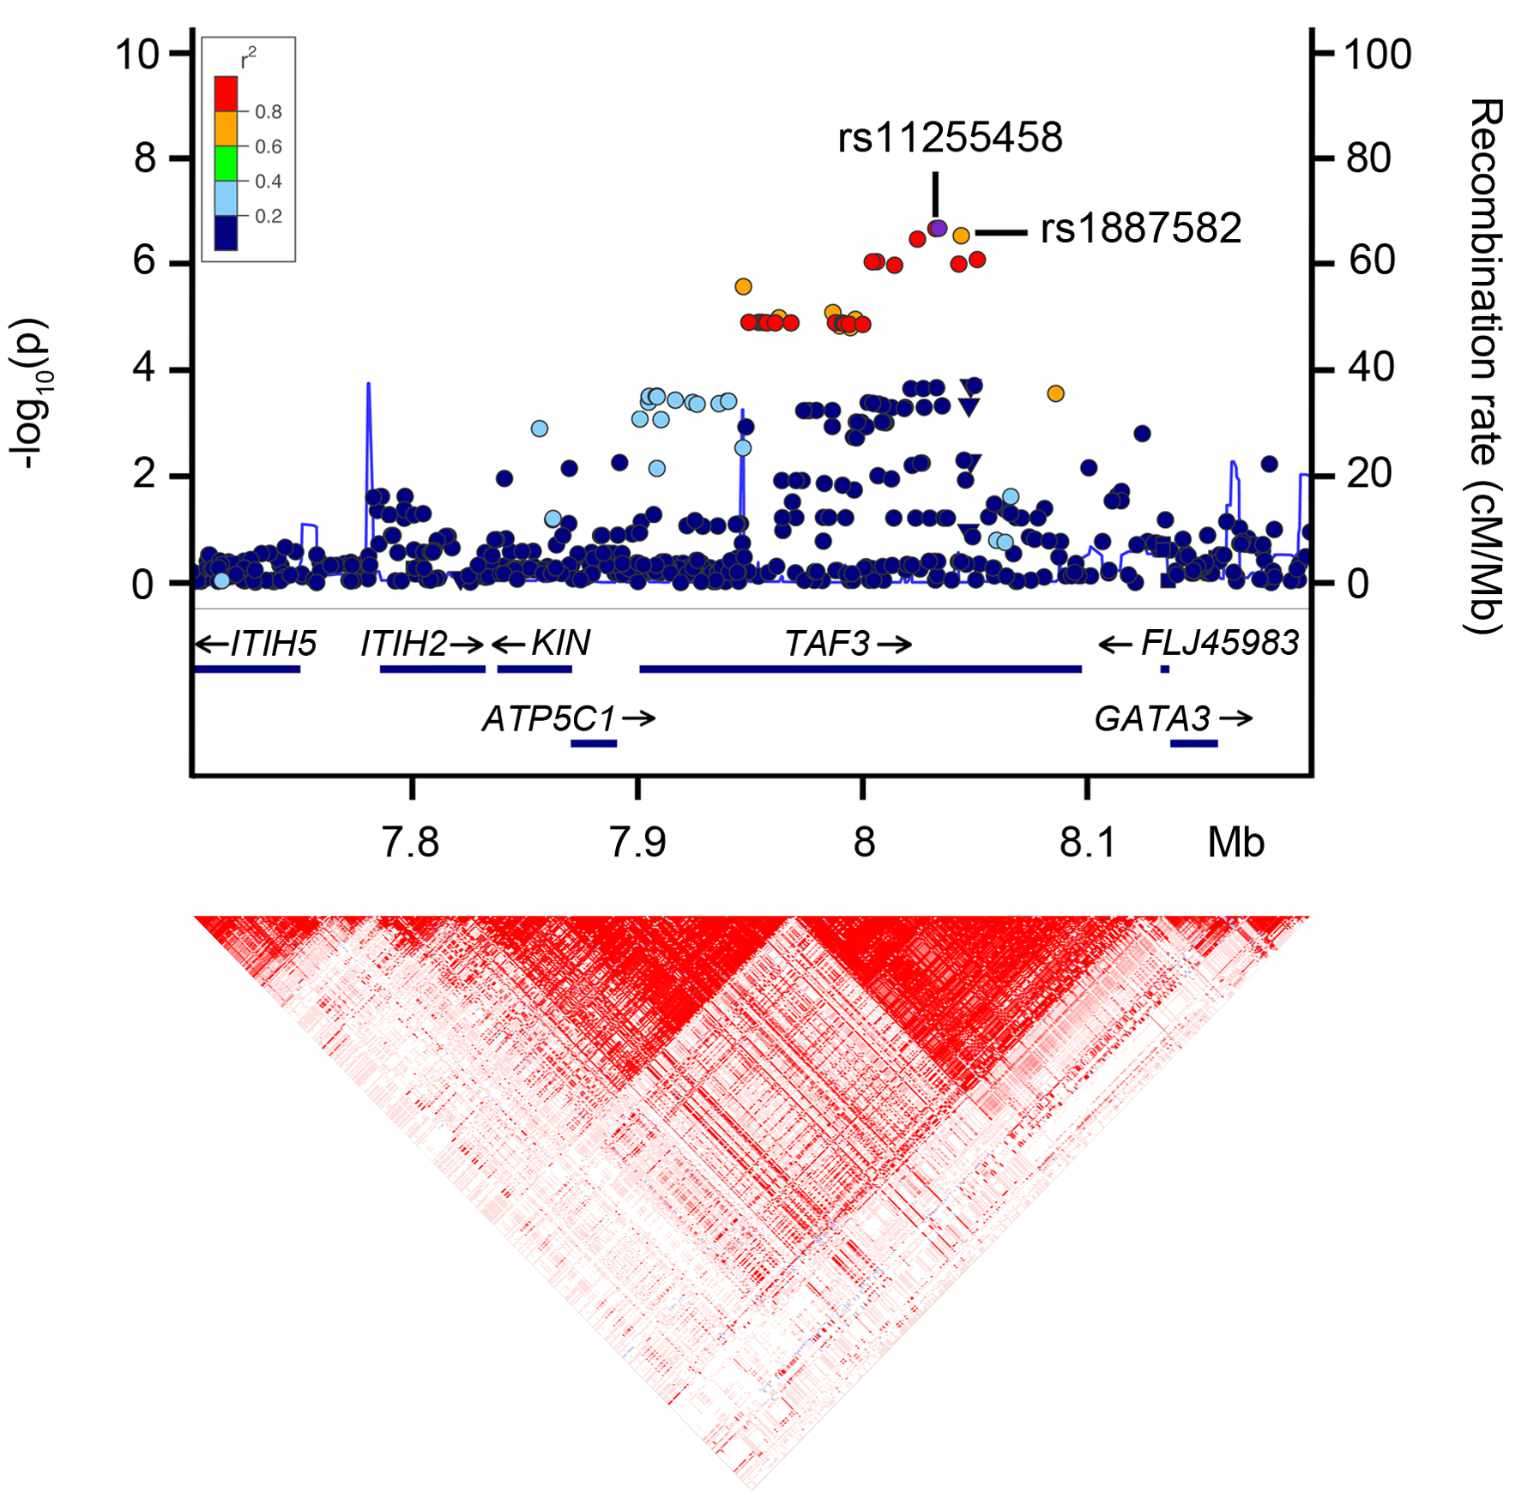 r2
0.8
0.6
0.4
0.2
10
8
6
4
2
0
-log10(p)
100
80
60
40
20
0
Recombination rate (cM/Mb)
rs11255458
rs1887582
←ITIH5 ITIH2→ ←KIN TAF3→ ← FLJ45983
ATP5C1→ GATA3→
7.8 7.9 8 8.1 Mb